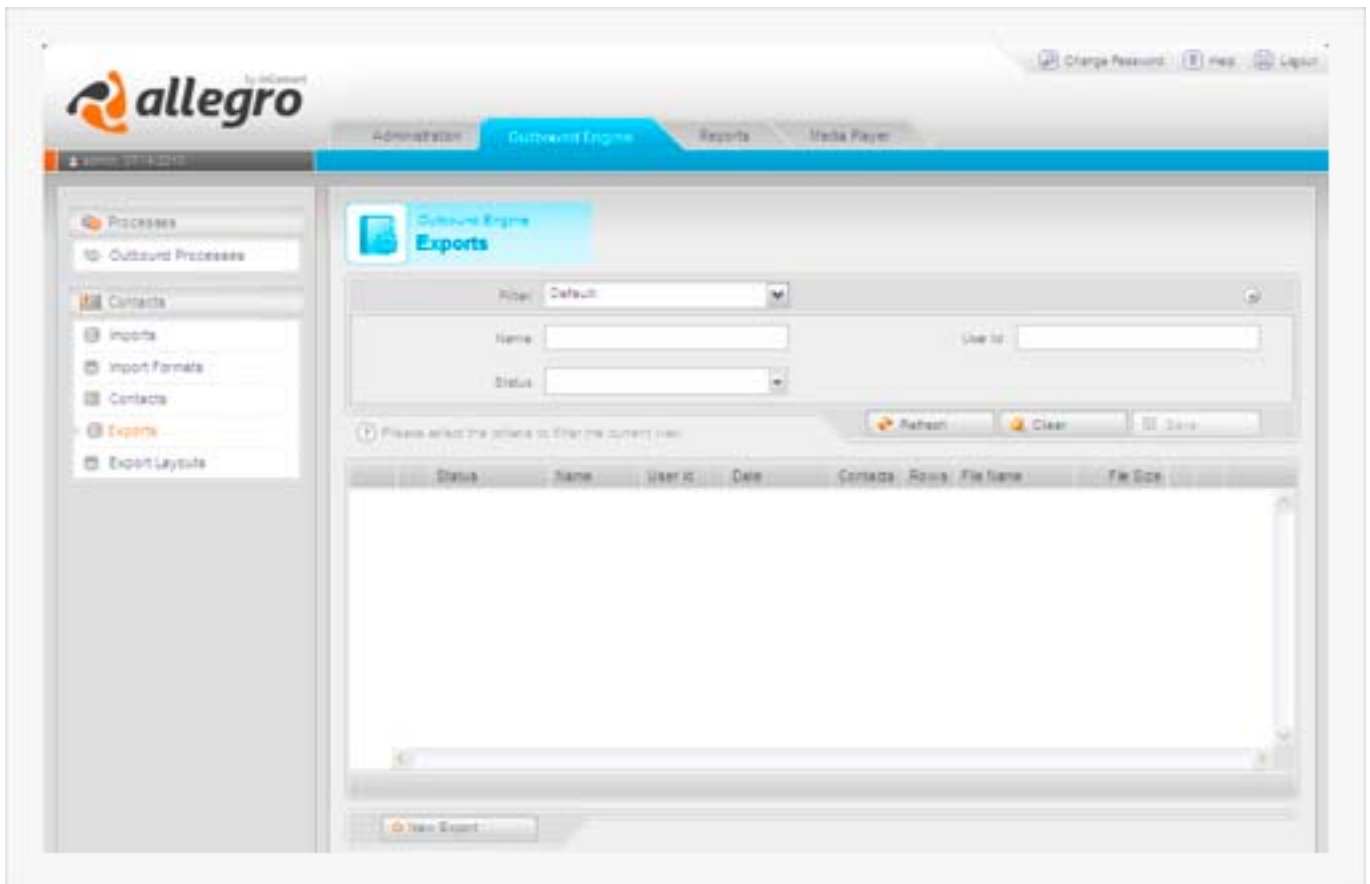 Change Password Help Logout
allegro
Administration Outbound Engine Reports Media Player
admin,
Processes
Outbound Processes
Contacts
Imports
Import Formats
Contacts
Exports
Export Layouts
Outbound Engine
Exports
Filter: Default
Name User Id
Status
Please select the criteria to filter the current view
Refresh Clear Save
Status Name User Id Date Contacts Rows File Name File Size
New Export